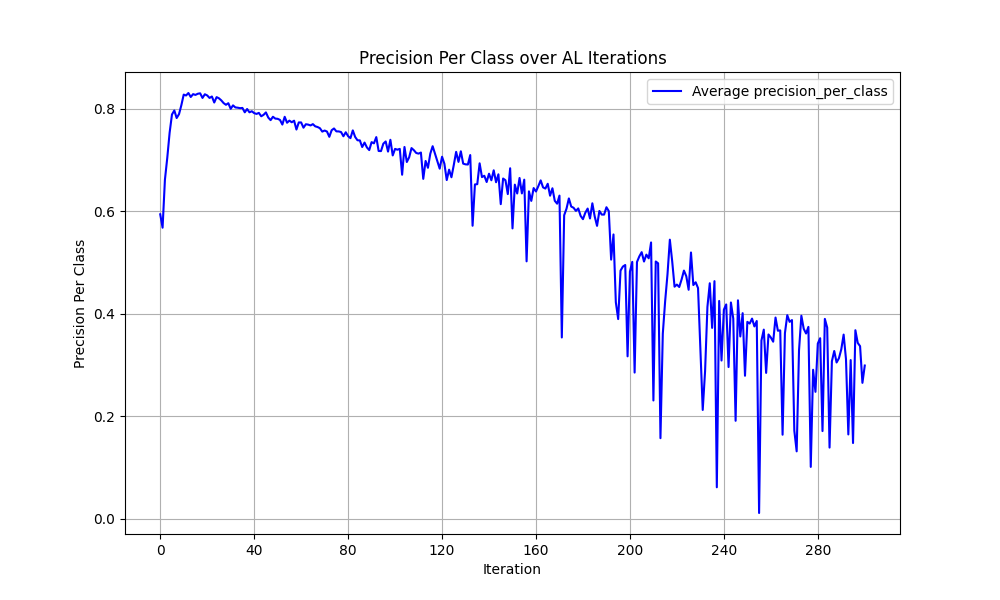 Precision Per Class over AL Iterations
Average precision_per_class
Precision Per Class
0.8
0.6
0.4
0.2
0.0
0 40 80 120 160 200 240 280
Iteration